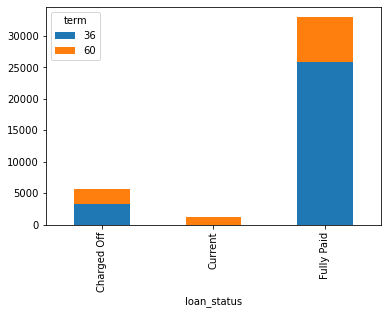 term
36
60
30000
25000
20000
15000
10000
5000
0
Charged Off
Current
Fully Paid
loan_status